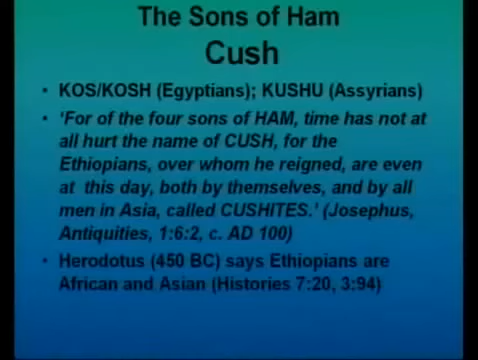 The Sons of Ham
Cush
• KOS/KOSH (Egyptians); KUSHU (Assyrians)
• 'For of the four sons of HAM, time has not at
all hurt the name of CUSH, for the
Ethiopians, over whom he reigned, are even
at this day, both by themselves, and by all
men in Asia, called CUSHITES.' (Josephus,
Antiquities, 1:6:2, c. AD 100)
• Herodotus (450 BC) says Ethiopians are
African and Asian (Histories 7:20, 3:94)